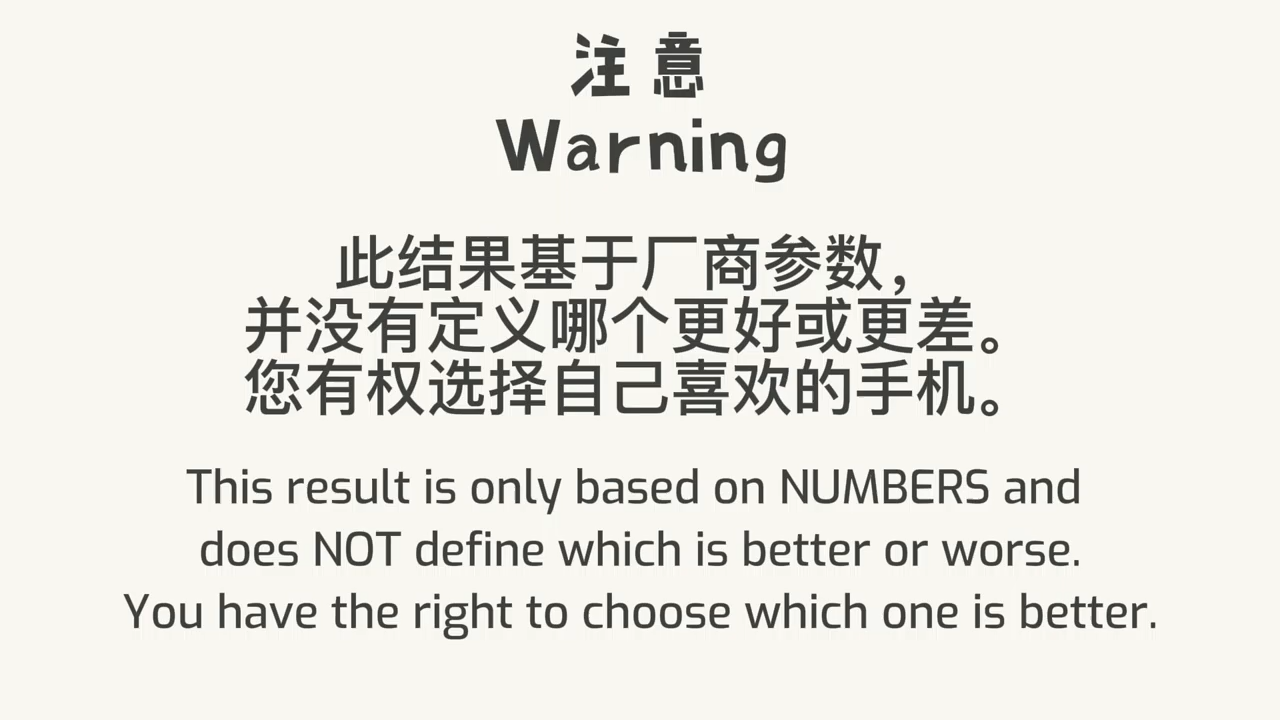 注意
Warning
此结果基于厂商参数，
并没有定义哪个更好或更差。
您有权选择自己喜欢的手机。
This result is only based on NUMBERS and
does NOT define which is better or worse.
You have the right to choose which one is better.